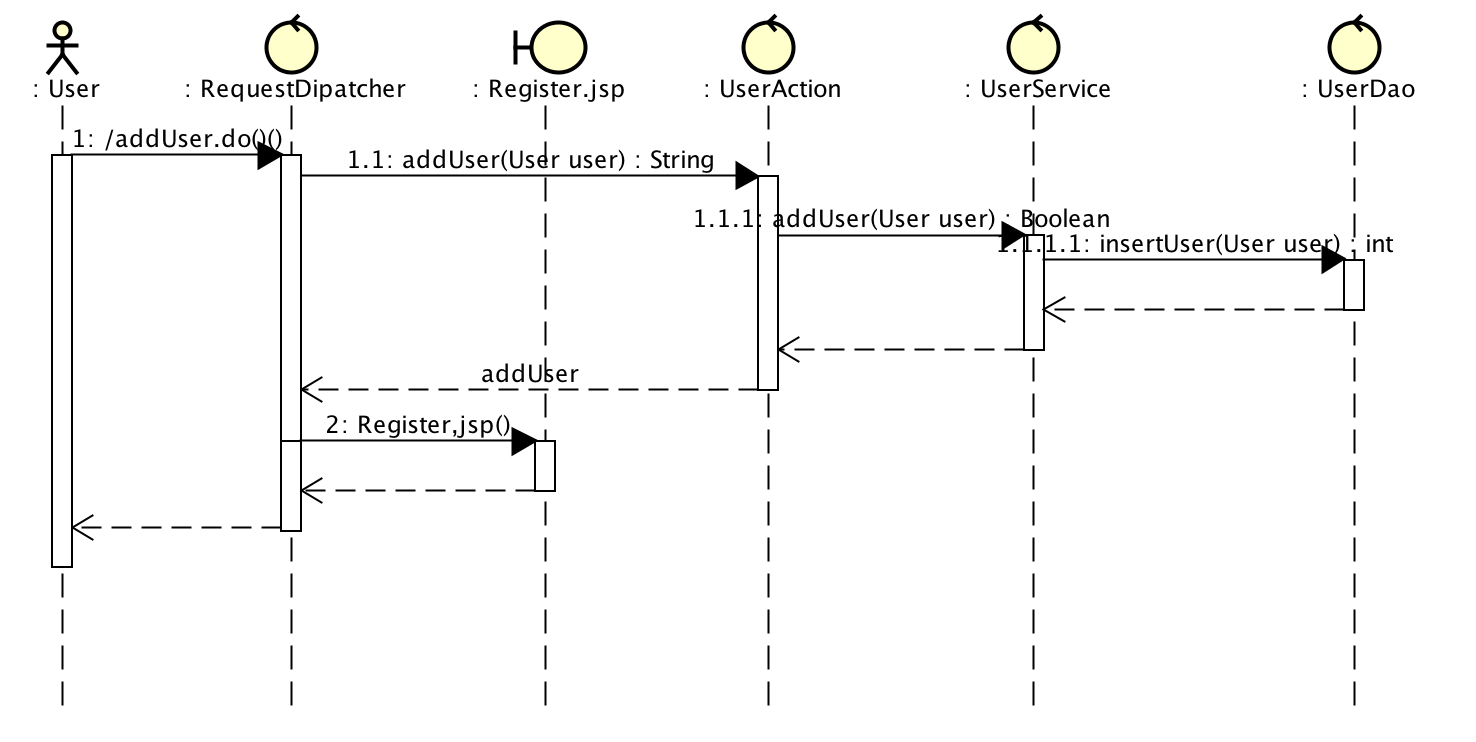 : User
: RequestDipatcher
: Register.jsp
: UserAction
: UserService
: UserDao
1: /addUser.do()()
1.1: addUser(User user) : String
1.1.1: addUser(User user) : Boolean
1.1.1.1: insertUser(User user) : int
addUser
2: Register,jsp()